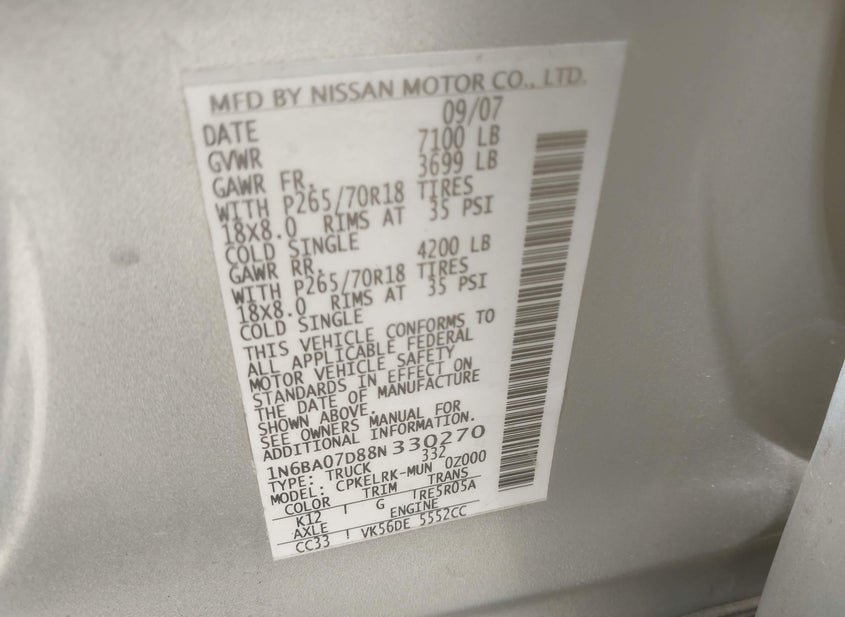 MFD BY NISSAN MOTOR CO., LTD.
DATE 09/07
GVWR 7100 LB
GAWR FR. 3699 LB
WITH P265/70R18 TIRES
18X8.0 RIMS AT 35 PSI
COLD SINGLE
GAWR RR. 4200 LB
WITH P265/70R18 TIRES
18X8.0 RIMS AT 35 PSI
COLD SINGLE
THIS VEHICLE CONFORMS TO
ALL APPLICABLE FEDERAL
MOTOR VEHICLE SAFETY
STANDARDS IN EFFECT ON
THE DATE OF MANUFACTURE
SHOWN ABOVE.
SEE OWNERS MANUAL FOR
ADDITIONAL INFORMATION.
1N6BA07D88N 330270
TYPE: TRUCK 332
MODEL: CPKELRK-MUN 0Z000
COLOR TRIM TRANS
K12 G RE5R05A
AXLE ENGINE
CC33 VK56DE 5552CC